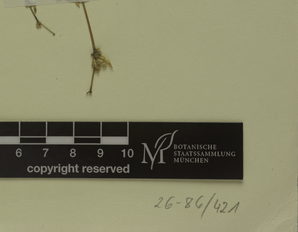 6 7 8 9 10
BOTANISCHE
STAATSSAMMLUNG
MÜNCHEN
copyright reserved
26-86/421